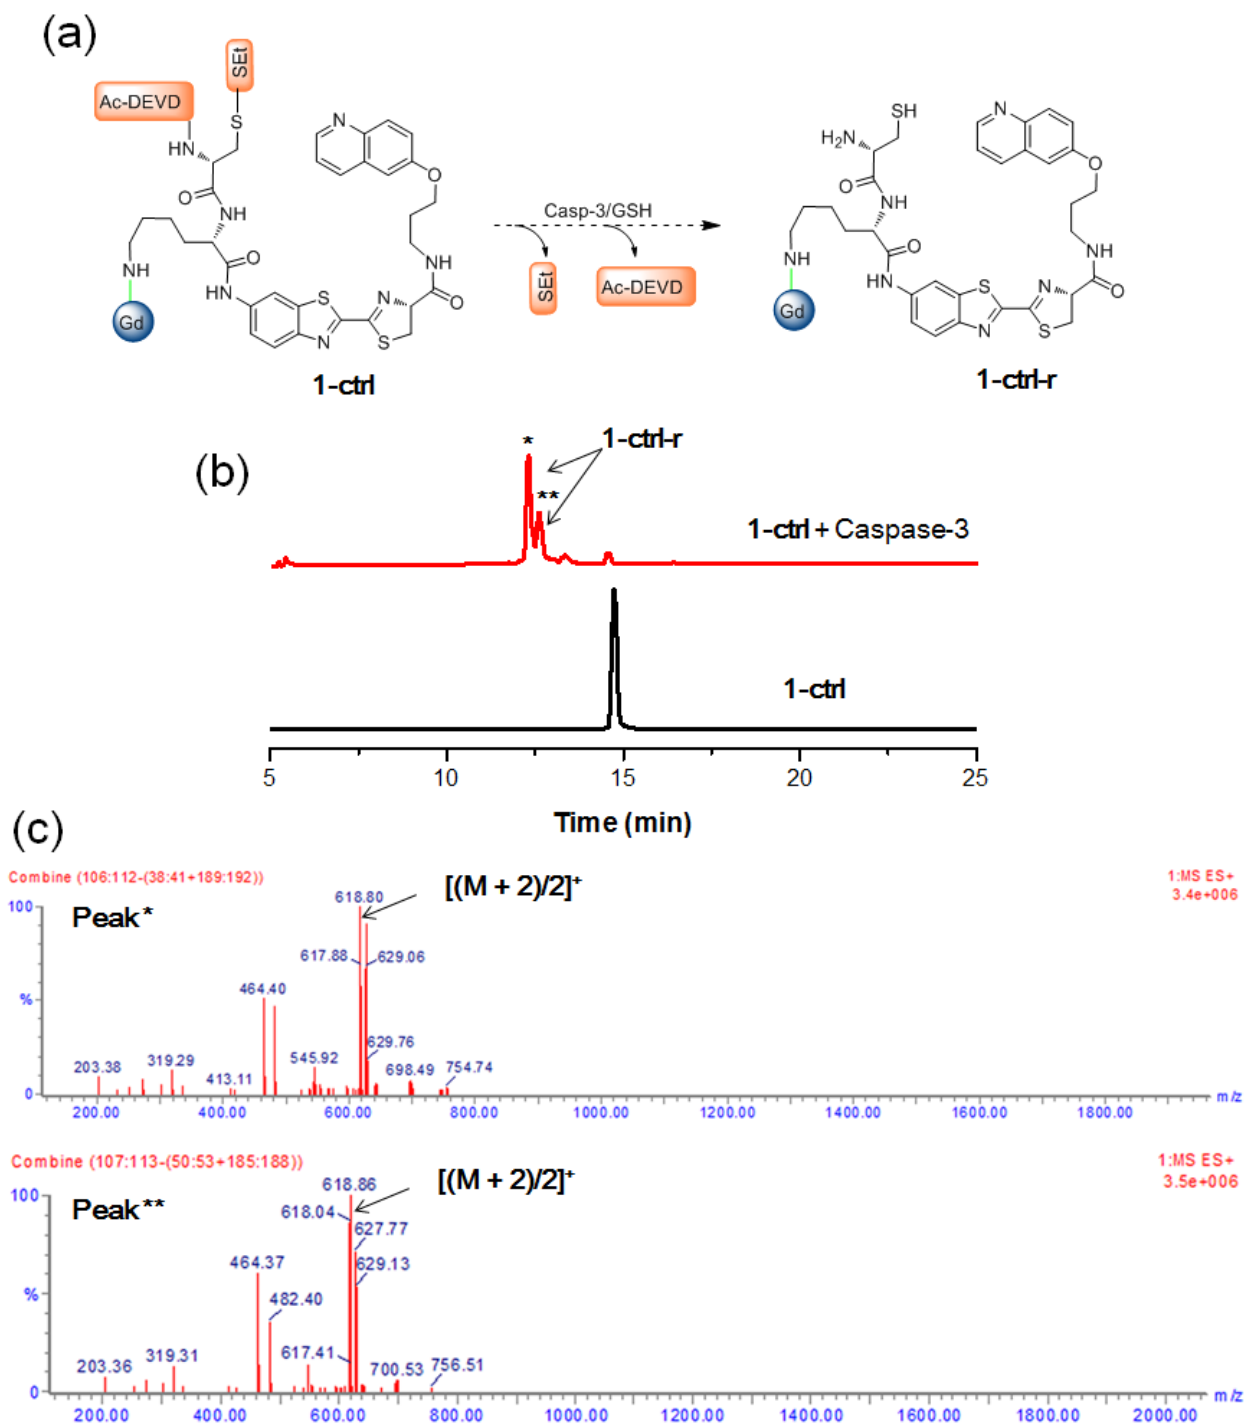 (a)
SEt
Ac-DEVD
S
HN
O
NH
N
O
NH
O
HN
NH
O
S
N
N
S
Gd
1-ctrl
Casp-3/GSH
SEt
Ac-DEVD
SH
H₂N
O
NH
N
O
NH
O
HN
NH
O
S
N
N
S
Gd
1-ctrl-r
(b)
*
**
1-ctrl-r
1-ctrl + Caspase-3
1-ctrl
5 10 15 20 25
Time (min)
(c)
Combine (106:112-(38:41+189:192))
1:MS ES+
3.4e+006
Peak*
[(M + 2)/2]⁺
100
%
0
618.80
617.88
629.06
464.40
629.76
545.92
203.38
319.29
413.11
698.49
754.74
200.00 400.00 600.00 800.00 1000.00 1200.00 1400.00 1600.00 1800.00 m/z
Combine (107:113-(50:53+185:188))
1:MS ES+
3.5e+006
Peak**
[(M + 2)/2]⁺
100
%
0
618.86
618.04
627.77
629.13
464.37
482.40
617.41
203.36
319.31
700.53
756.51
200.00 400.00 600.00 800.00 1000.00 1200.00 1400.00 1600.00 1800.00 2000.00 m/z